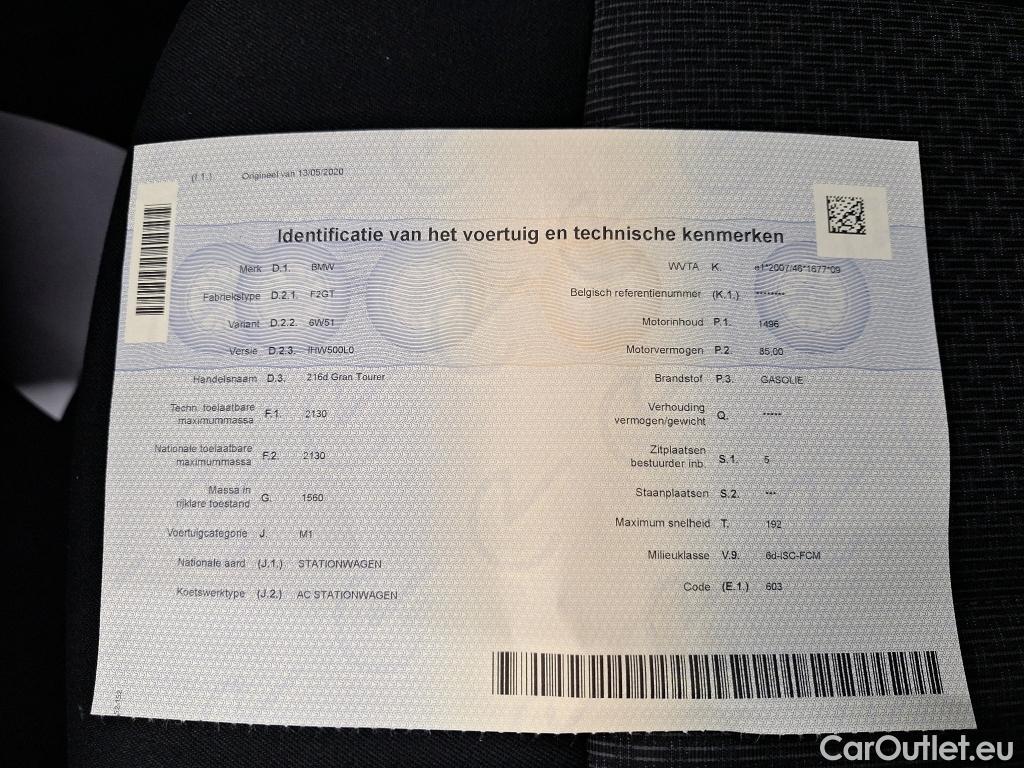 (f.1.) Origineel van 13/05/2020
Identificatie van het voertuig en technische kenmerken
Merk D.1. BMW
Fabriekstype D.2.1. F2GT
Variant D.2.2. 6W51
Versie D.2.3. IHW500L0
Handelsnaam D.3. 216d Gran Tourer
Techn. toelaatbare
maximummassa F.1. 2130
Nationale toelaatbare
maximummassa F.2. 2130
Massa in
rijklare toestand G. 1560
Voertuigcategorie J. M1
Nationale aard (J.1.) STATIONWAGEN
Koetswerktype (J.2.) AC STATIONWAGEN
WVTA K. e1*2007/46*1677*09
Belgisch referentienummer (K.1.) ********
Motorinhoud P.1. 1496
Motorvermogen P.2. 85,00
Brandstof P.3. GASOLIE
Verhouding
vermogen/gewicht Q. *****
Zitplaatsen
bestuurder inb. S.1. 5
Staanplaatsen S.2. ***
Maximum snelheid T. 192
Milieuklasse V.9. 6d-ISC-FCM
Code (E.1.) 603
CarOutlet.eu